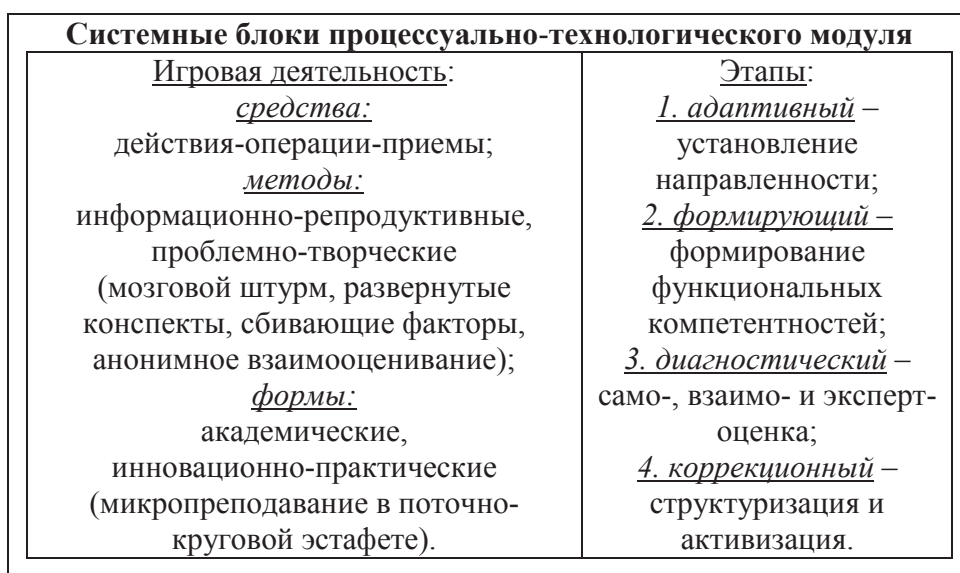 Системные блоки процессуально-технологического модуля
Игровая деятельность:
средства:
действия-операции-приемы;
методы:
информационно-репродуктивные,
проблемно-творческие
(мозговой штурм, развернутые
конспекты, сбивающие факторы,
анонимное взаимооценивание);
формы:
академические,
инновационно-практические
(микропреподавание в поточно-
круговой эстафете).
Этапы:
1. адаптивный –
установление
направленности;
2. формирующий –
формирование
функциональных
компетентностей;
3. диагностический –
само-, взаимо- и эксперт-
оценка;
4. коррекционный –
структуризация и
активизация.